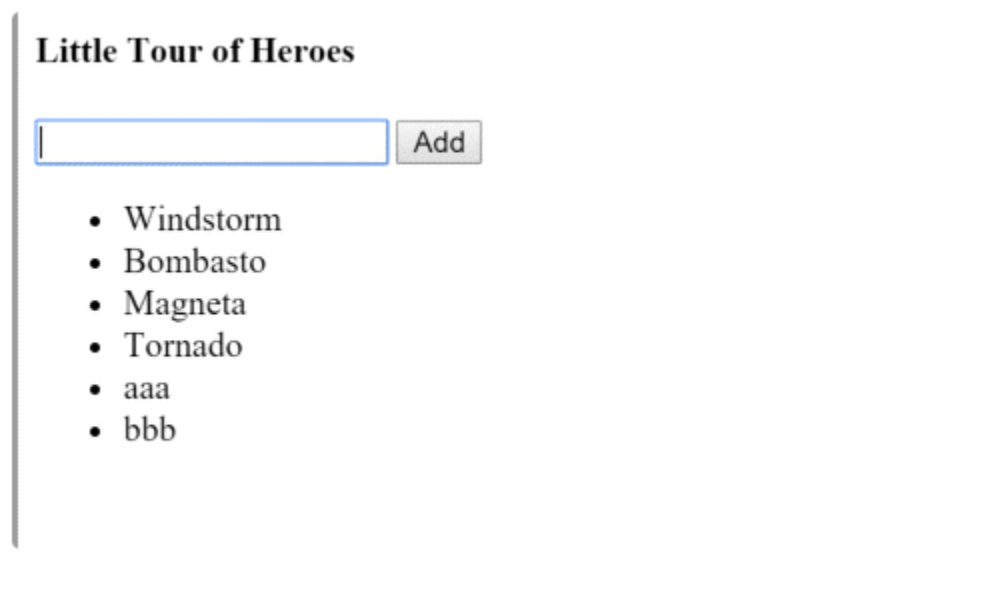 Little Tour of Heroes
Add
Windstorm
Bombasto
Magneta
Tornado
aaa
bbb